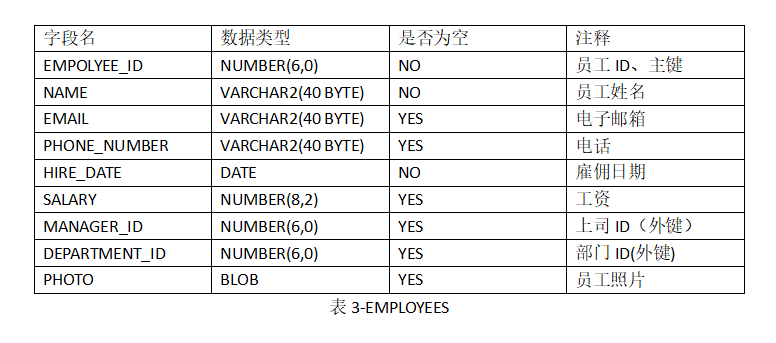 字段名 数据类型 是否为空 注释
EMPOLYEE_ID NUMBER(6,0) NO 员工 ID、主键
NAME VARCHAR2(40 BYTE) NO 员工姓名
EMAIL VARCHAR2(40 BYTE) YES 电子邮箱
PHONE_NUMBER VARCHAR2(40 BYTE) YES 电话
HIRE_DATE DATE NO 雇佣日期
SALARY NUMBER(8,2) YES 工资
MANAGER_ID NUMBER(6,0) YES 上司 ID（外键）
DEPARTMENT_ID NUMBER(6,0) YES 部门 ID(外键)
PHOTO BLOB YES 员工照片
表 3-EMPLOYEES